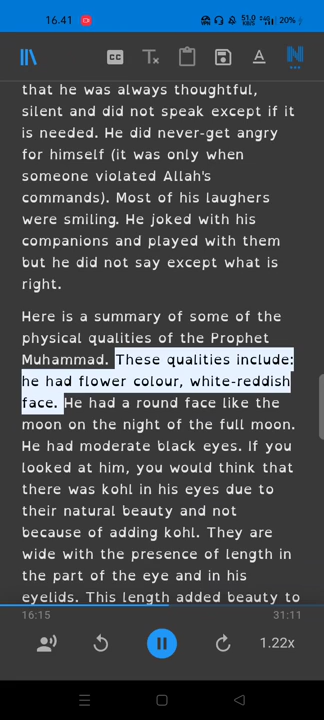 16.41
51.0
20%
CC
that he was always thoughtful,
silent and did not speak except if it
is needed. He did never-get angry
for himself (it was only when
someone violated Allah's
commands). Most of his laughers
were smiling. He joked with his
companions and played with them
but he did not say except what is
right.
Here is a summary of some of the
physical qualities of the Prophet
Muhammad. These qualities include:
he had flower colour, white-reddish
face. He had a round face like the
moon on the night of the full moon.
He had moderate black eyes. If you
looked at him, you would think that
there was kohl in his eyes due to
their natural beauty and not
because of adding kohl. They are
wide with the presence of length in
the part of the eye and in his
eyelids. This length added beauty to
16:15
31:11
1.22x